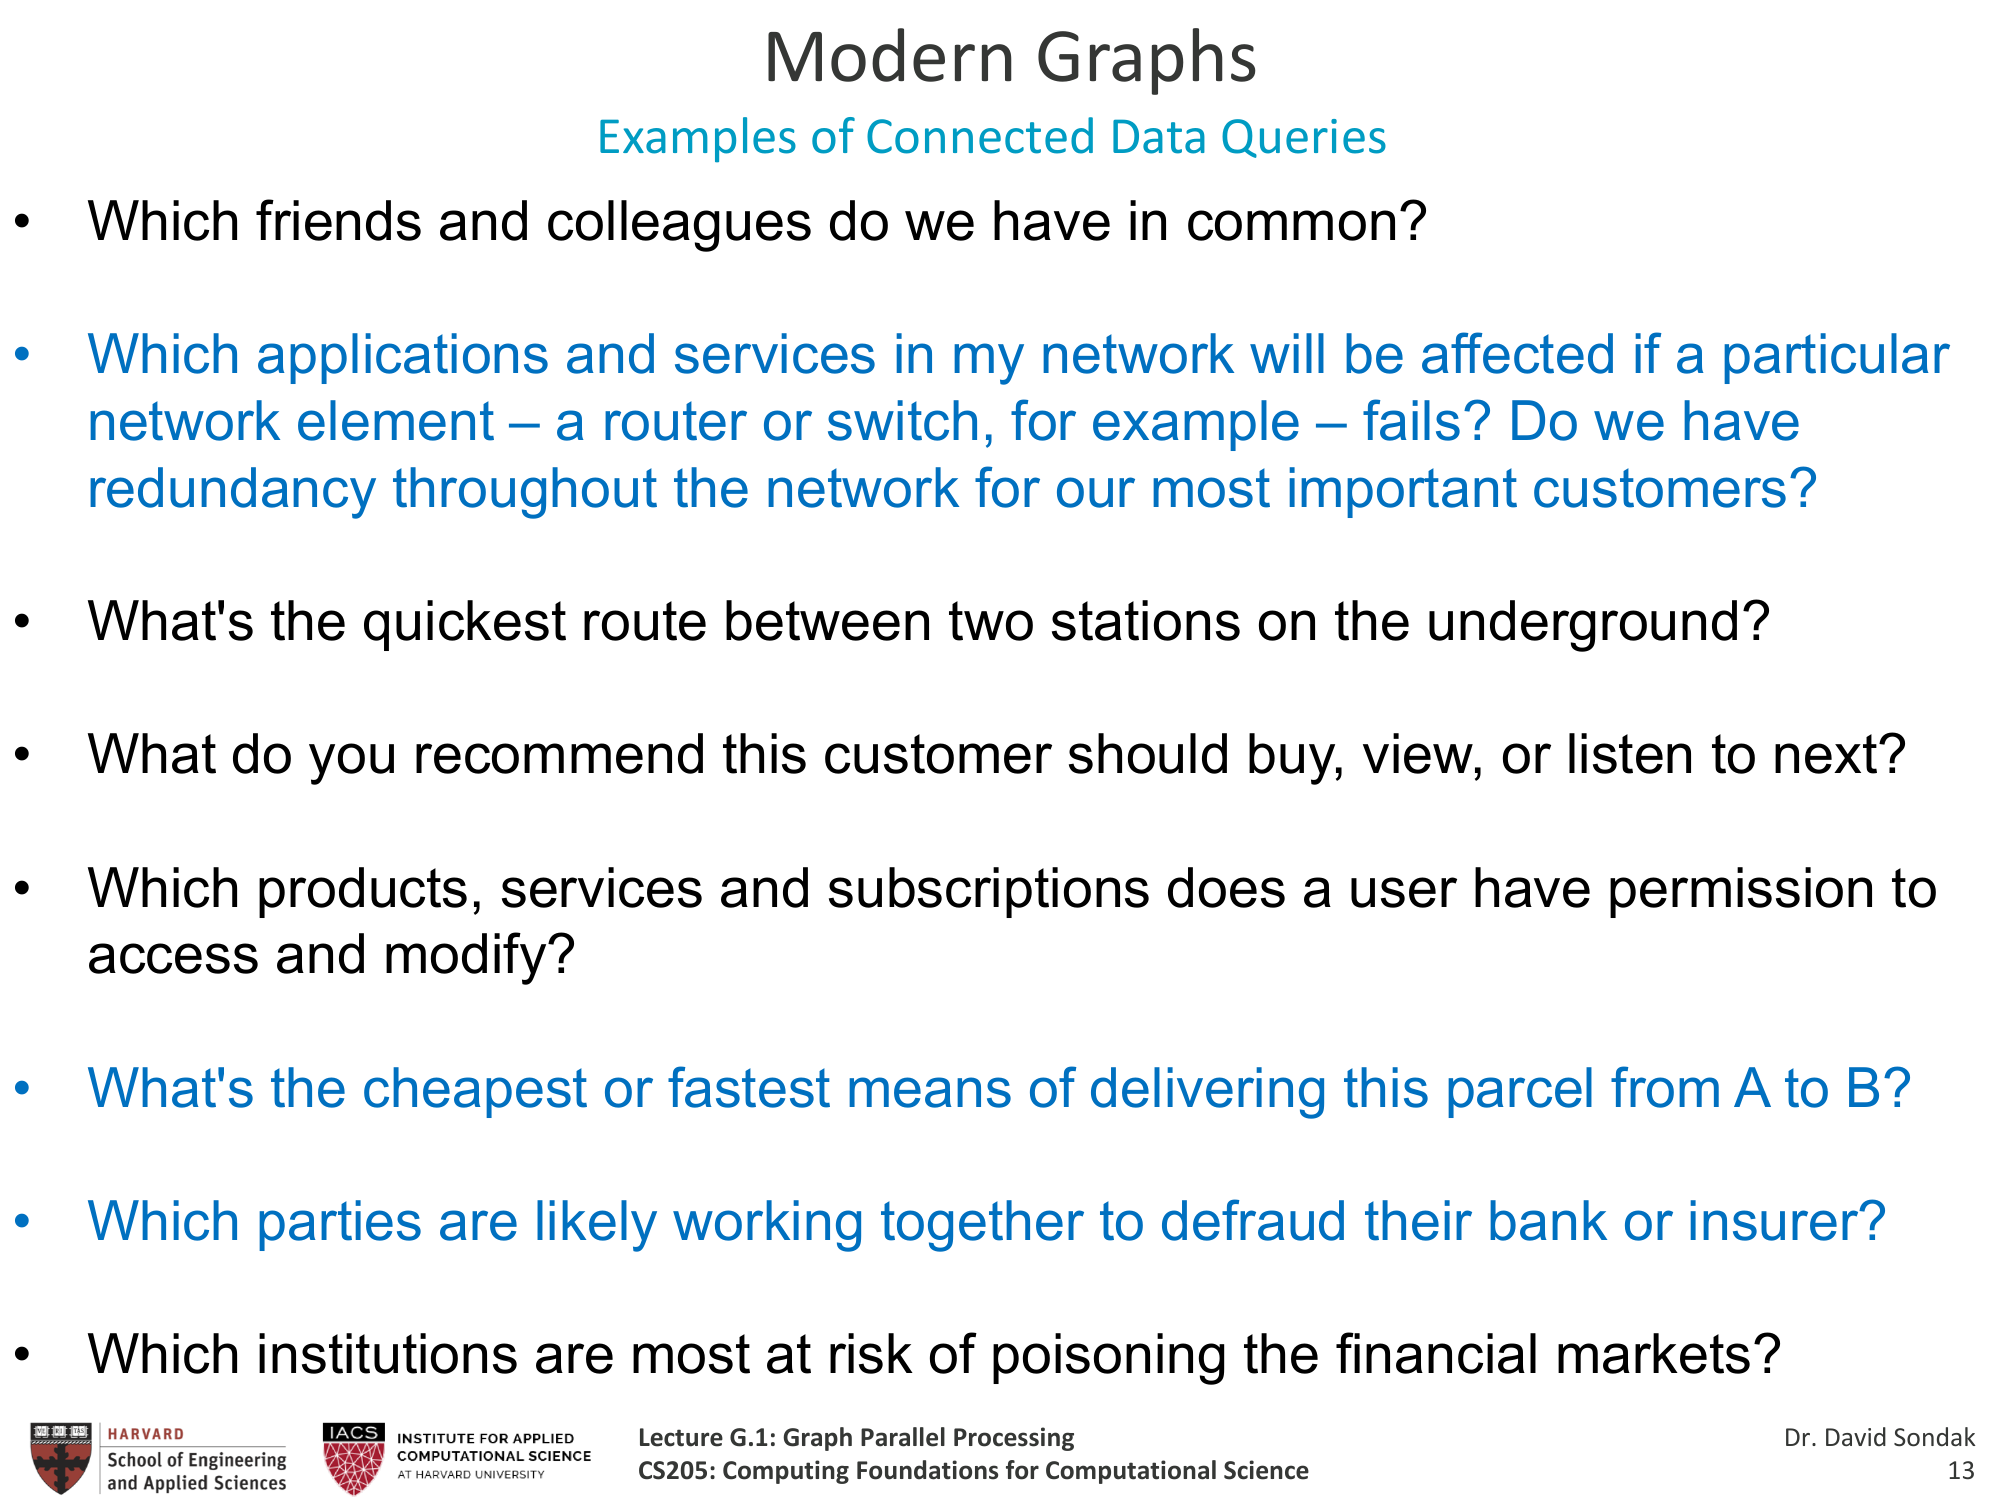 Modern Graphs
Examples of Connected Data Queries
• Which friends and colleagues do we have in common?
• Which applications and services in my network will be affected if a particular
network element – a router or switch, for example – fails? Do we have
redundancy throughout the network for our most important customers?
• What's the quickest route between two stations on the underground?
• What do you recommend this customer should buy, view, or listen to next?
• Which products, services and subscriptions does a user have permission to
access and modify?
• What's the cheapest or fastest means of delivering this parcel from A to B?
• Which parties are likely working together to defraud their bank or insurer?
• Which institutions are most at risk of poisoning the financial markets?
HARVARD
School of Engineering
and Applied Sciences
IACS
INSTITUTE FOR APPLIED
COMPUTATIONAL SCIENCE
AT HARVARD UNIVERSITY
Lecture G.1: Graph Parallel Processing
CS205: Computing Foundations for Computational Science
Dr. David Sondak
13